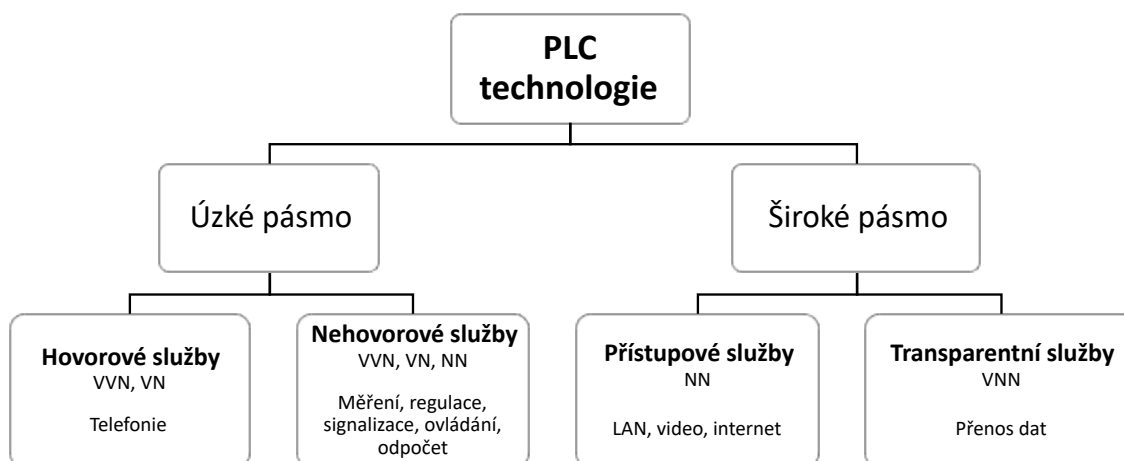 PLC
technologie
Úzké pásmo
Široké pásmo
Hovorové služby
VVN, VN
Telefonie
Nehovorové služby
VVN, VN, NN
Měření, regulace,
signalizace, ovládání,
odpočet
Přístupové služby
NN
LAN, video, internet
Transparentní služby
VNN
Přenos dat